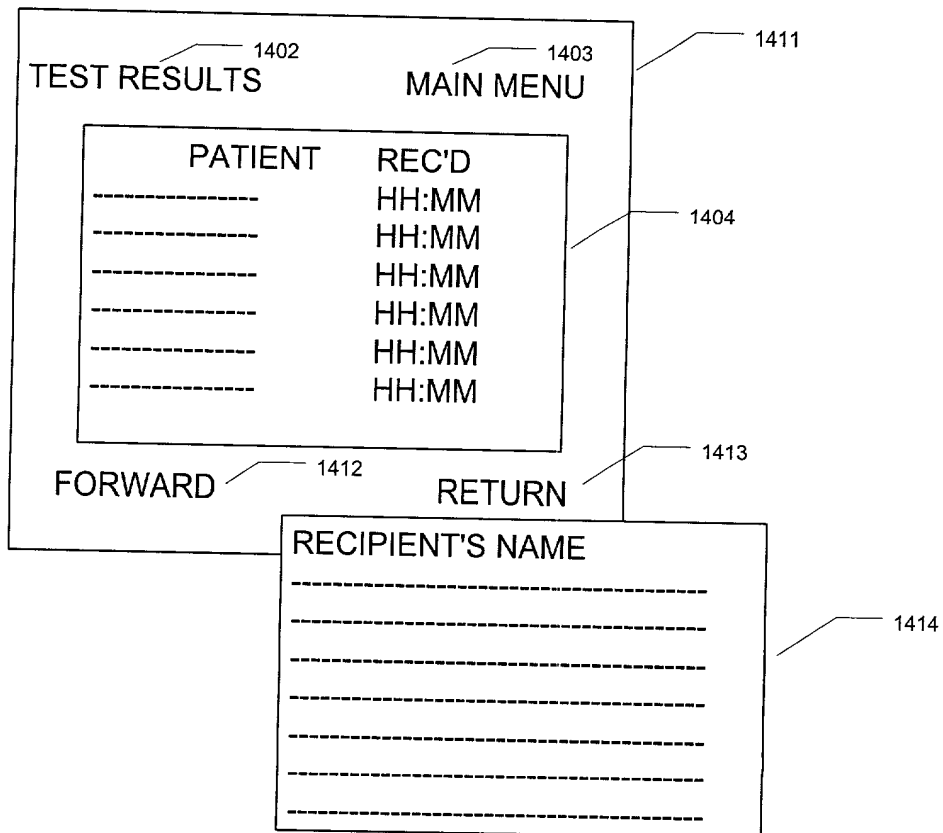 1402 1403 1411
TEST RESULTS MAIN MENU
PATIENT REC'D
--------------- HH:MM
--------------- HH:MM 1404
--------------- HH:MM
--------------- HH:MM
--------------- HH:MM
--------------- HH:MM
FORWARD 1412 RETURN 1413
RECIPIENT'S NAME
1414